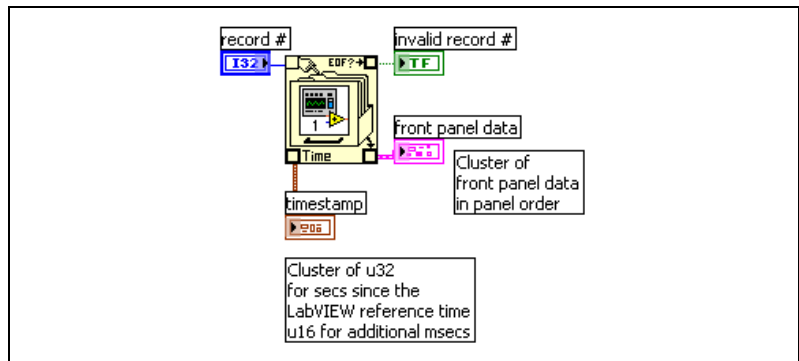 record #
invalid record #
I32
EOF?
TF
1
front panel data
Time
Cluster of
front panel data
in panel order
timestamp
Cluster of u32
for secs since the
LabVIEW reference time
u16 for additional msecs